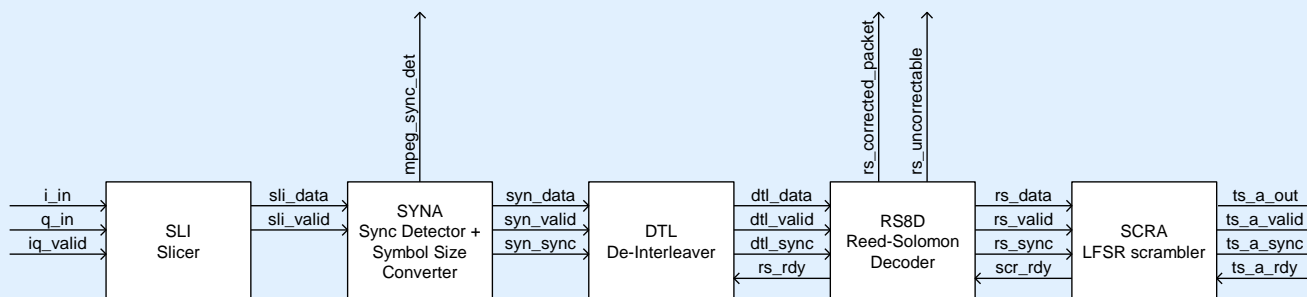 mpeg_sync_det
rs_corrected_packet
rs_uncorrectable
i_in
q_in
iq_valid
SLI
Slicer
sli_data
sli_valid
SYNA
Sync Detector +
Symbol Size
Converter
syn_data
syn_valid
syn_sync
DTL
De-Interleaver
dtl_data
dtl_valid
dtl_sync
rs_rdy
RS8D
Reed-Solomon
Decoder
rs_data
rs_valid
rs_sync
scr_rdy
SCRA
LFSR scrambler
ts_a_out
ts_a_valid
ts_a_sync
ts_a_rdy